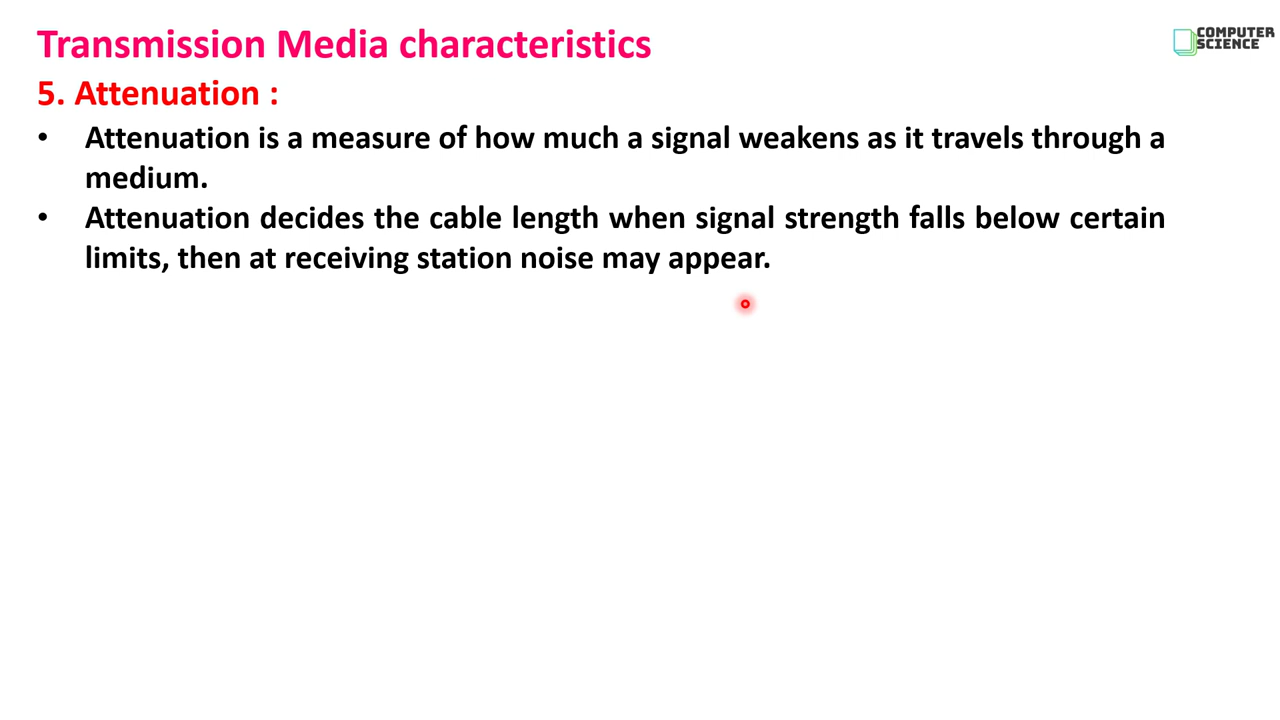 Transmission Media characteristics
COMPUTER
SCIENCE
5. Attenuation :
• Attenuation is a measure of how much a signal weakens as it travels through a
medium.
• Attenuation decides the cable length when signal strength falls below certain
limits, then at receiving station noise may appear.